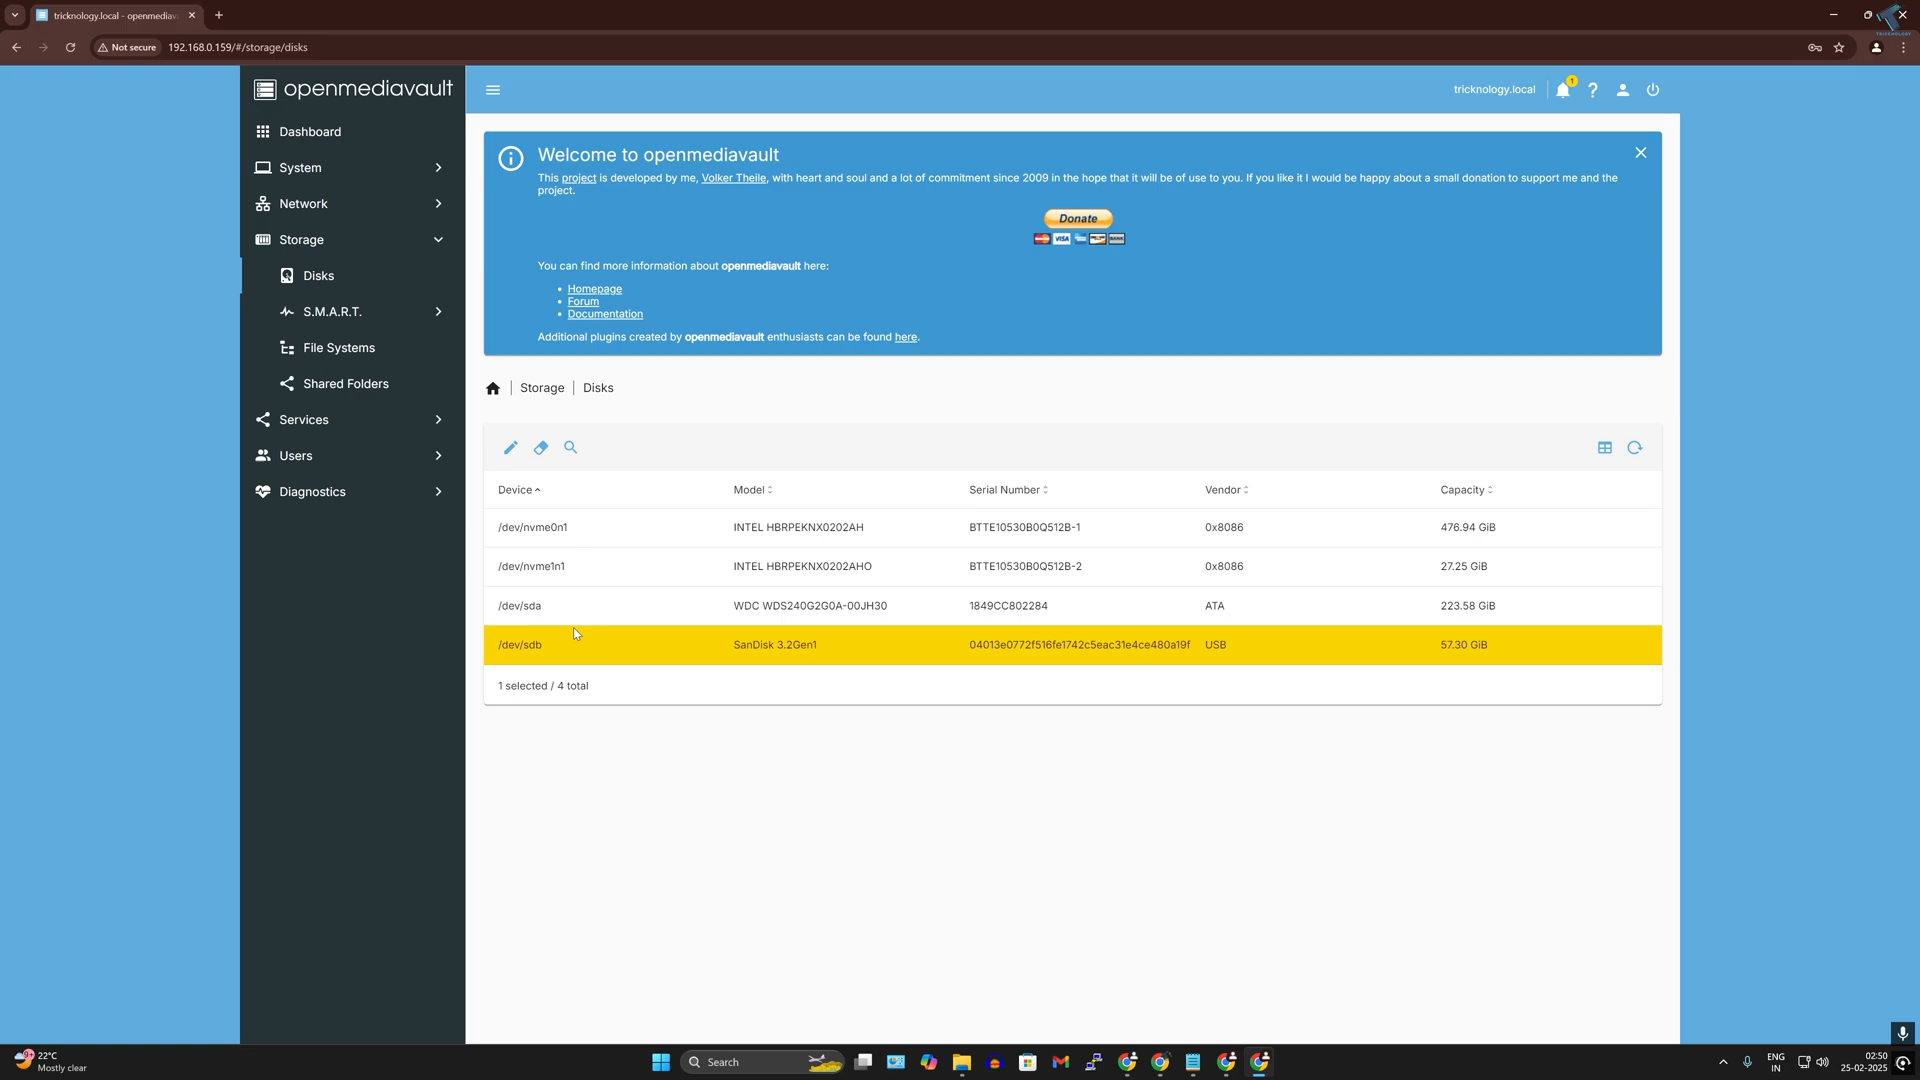 tricknology.local - openmediav
Not secure
192.168.0.159/#/storage/disks
TRICKNOLOGY
openmediavault
tricknology.local
1
Dashboard
System
Network
Storage
Disks
S.M.A.R.T.
File Systems
Shared Folders
Services
Users
Diagnostics
Welcome to openmediavault
This project is developed by me, Volker Theile, with heart and soul and a lot of commitment since 2009 in the hope that it will be of use to you. If you like it I would be happy about a small donation to support me and the
project.
Donate
VISA
You can find more information about openmediavault here:
• Homepage
• Forum
• Documentation
Additional plugins created by openmediavault enthusiasts can be found here.
Storage | Disks
Device Model Serial Number Vendor Capacity
/dev/nvme0n1 INTEL HBRPEKNX0202AH BTTE10530B0Q512B-1 0x8086 476.94 GiB
/dev/nvme1n1 INTEL HBRPEKNX0202AHO BTTE10530B0Q512B-2 0x8086 27.25 GiB
/dev/sda WDC WDS240G2G0A-00JH30 1849CC802284 ATA 223.58 GiB
/dev/sdb SanDisk 3.2Gen1 04013e0772f516fe1742c5eac31e4ce480a19f USB 57.30 GiB
1 selected / 4 total
22°C
Mostly clear
Search
ENG
IN
02:50
25-02-2025